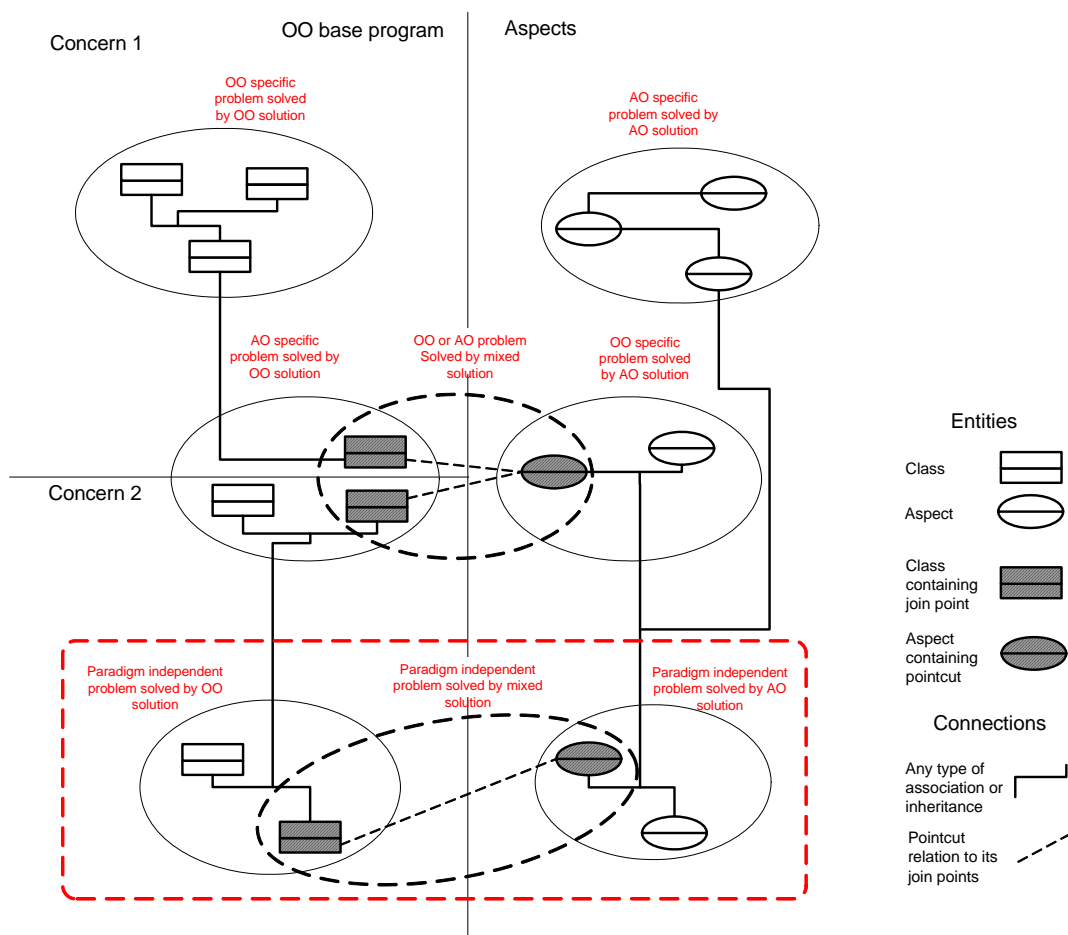 Concern 1
OO base program
Aspects
OO specific
problem solved
by OO solution
AO specific
problem solved by
AO solution
AO specific
problem solved by
OO solution
OO or AO problem
Solved by mixed
solution
OO specific
problem solved
by AO solution
Concern 2
Paradigm independent
problem solved by OO
solution
Paradigm independent
problem solved by mixed
solution
Paradigm independent
problem solved by AO
solution
Entities
Class
Aspect
Class
containing
join point
Aspect
containing
pointcut
Connections
Any type of
association or
inheritance
Pointcut
relation to its
join points